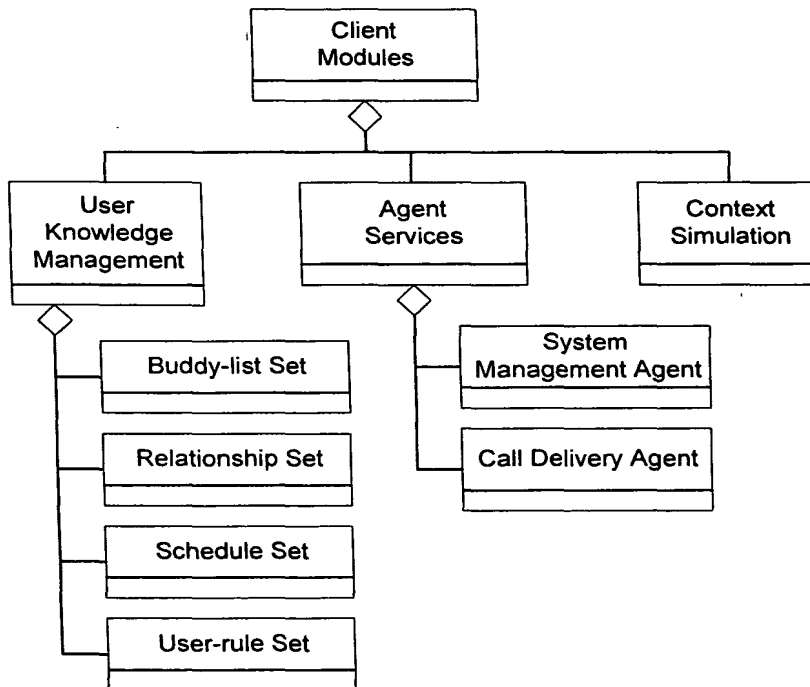 Client
Modules
User
Knowledge
Management
Agent
Services
Context
Simulation
Buddy-list Set
Relationship Set
Schedule Set
User-rule Set
System
Management Agent
Call Delivery Agent